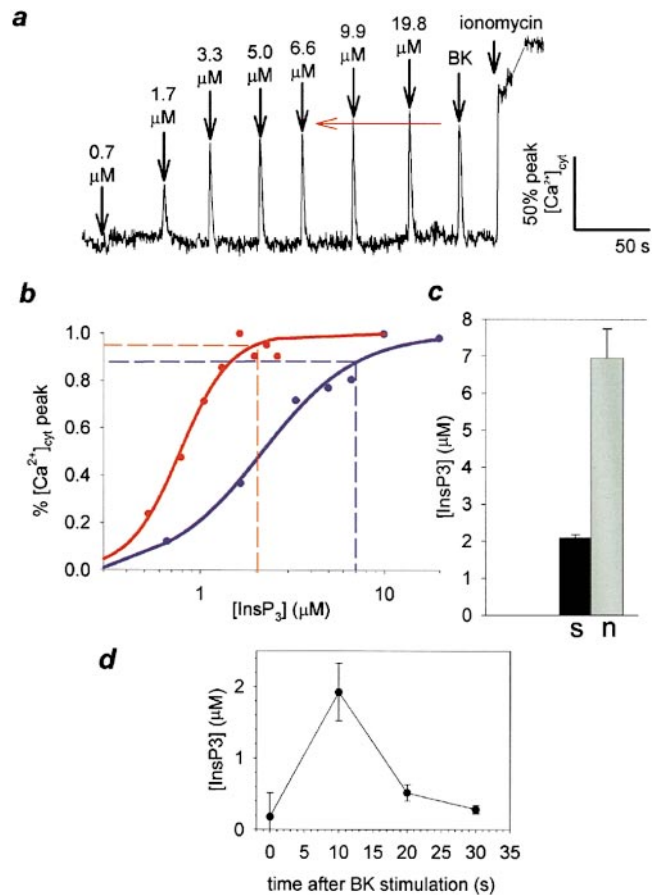 a
0.7
μM
1.7
μM
3.3
μM
5.0
μM
6.6
μM
9.9
μM
19.8
μM
BK
ionomycin
50% peak
[Ca²⁺]cyt
50 s
b
% [Ca²⁺]cyt peak
1.0
0.8
0.6
0.4
0.2
0.0
1
10
[InsP₃] (μM)
c
[InsP3] (μM)
8
7
6
5
4
3
2
1
0
s
n
d
[InsP3] (μM)
2
1
0
0 5 10 15 20 25 30 35
time after BK stimulation (s)